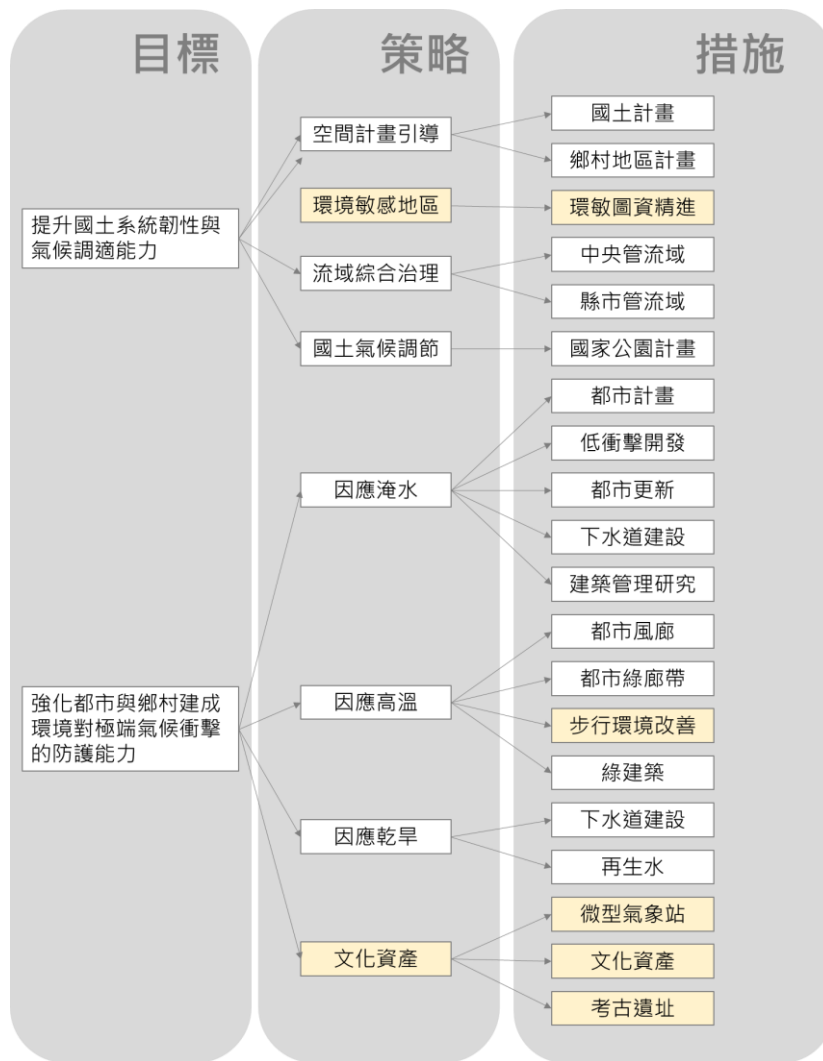 目標
策略
措施
提升國土系統韌性與
氣候調適能力
空間計畫引導
國土計畫
鄉村地區計畫
環境敏感地區
環敏圖資精進
流域綜合治理
中央管流域
縣市管流域
國土氣候調節
國家公園計畫
強化都市與鄉村建成
環境對極端氣候衝擊
的防護能力
因應淹水
都市計畫
低衝擊開發
都市更新
下水道建設
建築管理研究
因應高溫
都市風廊
都市綠廊帶
步行環境改善
綠建築
因應乾旱
下水道建設
再生水
文化資產
微型氣象站
文化資產
考古遺址